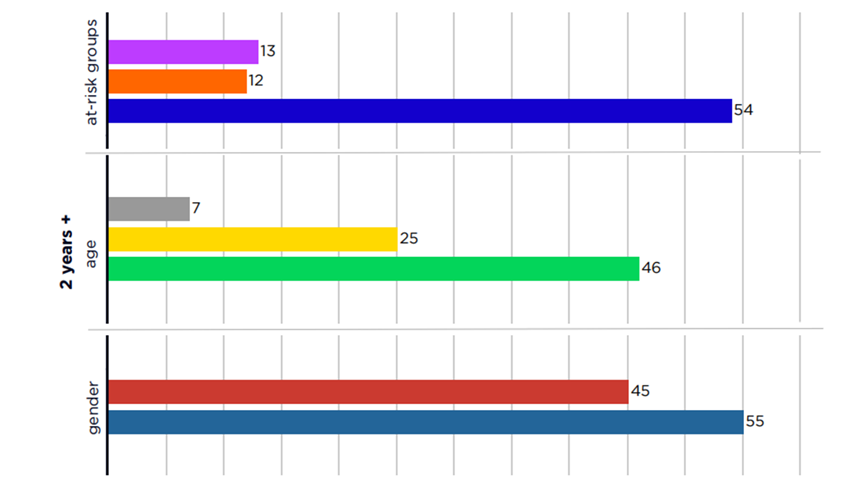 at-risk groups
13
12
54
2 years +
age
7
25
46
gender
45
55